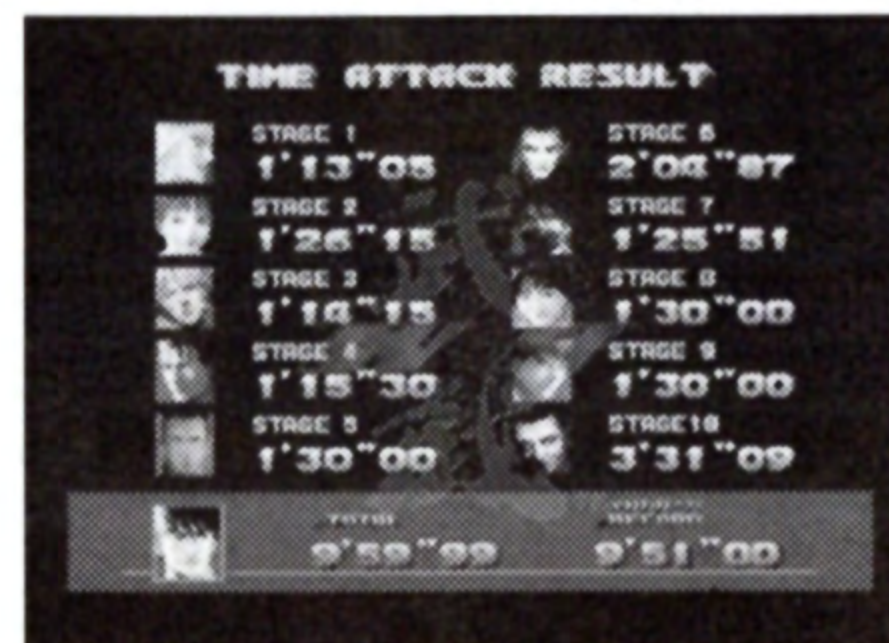 TIME ATTACK RESULT
STAGE 1
1'13"05
STAGE 2
1'26"15
STAGE 3
1'14"15
STAGE 4
1'15"30
STAGE 5
1'30"00
STAGE 6
2'04"87
STAGE 7
1'25"51
STAGE 8
1'30"00
STAGE 9
1'30"00
STAGE10
3'31"09
TOTAL
9'59"99
9'51"00